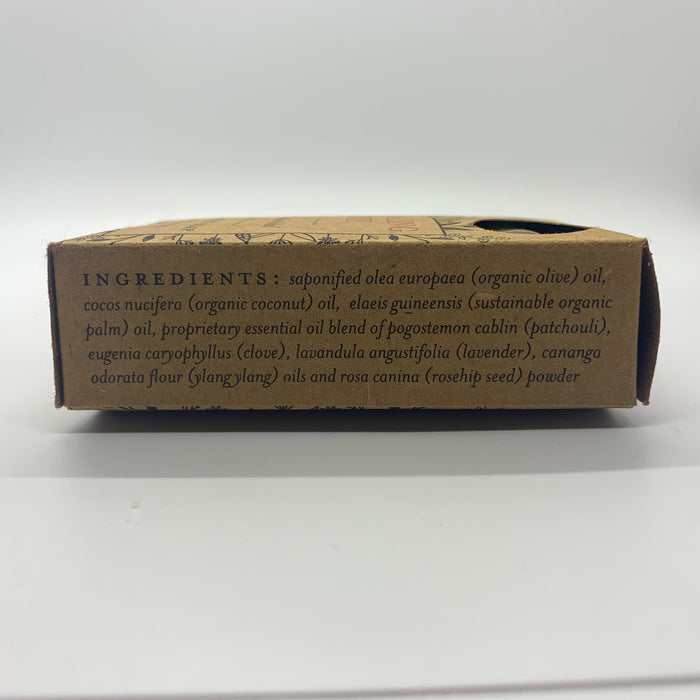 INGREDIENTS: saponified olea europaea (organic olive) oil,
cocos nucifera (organic coconut) oil, elaeis guineensis (sustainable organic
palm) oil, proprietary essential oil blend of pogostemon cablin (patchouli),
eugenia caryophyllus (clove), lavandula angustifolia (lavender), cananga
odorata flour (ylang ylang) oils and rosa canina (rosehip seed) powder